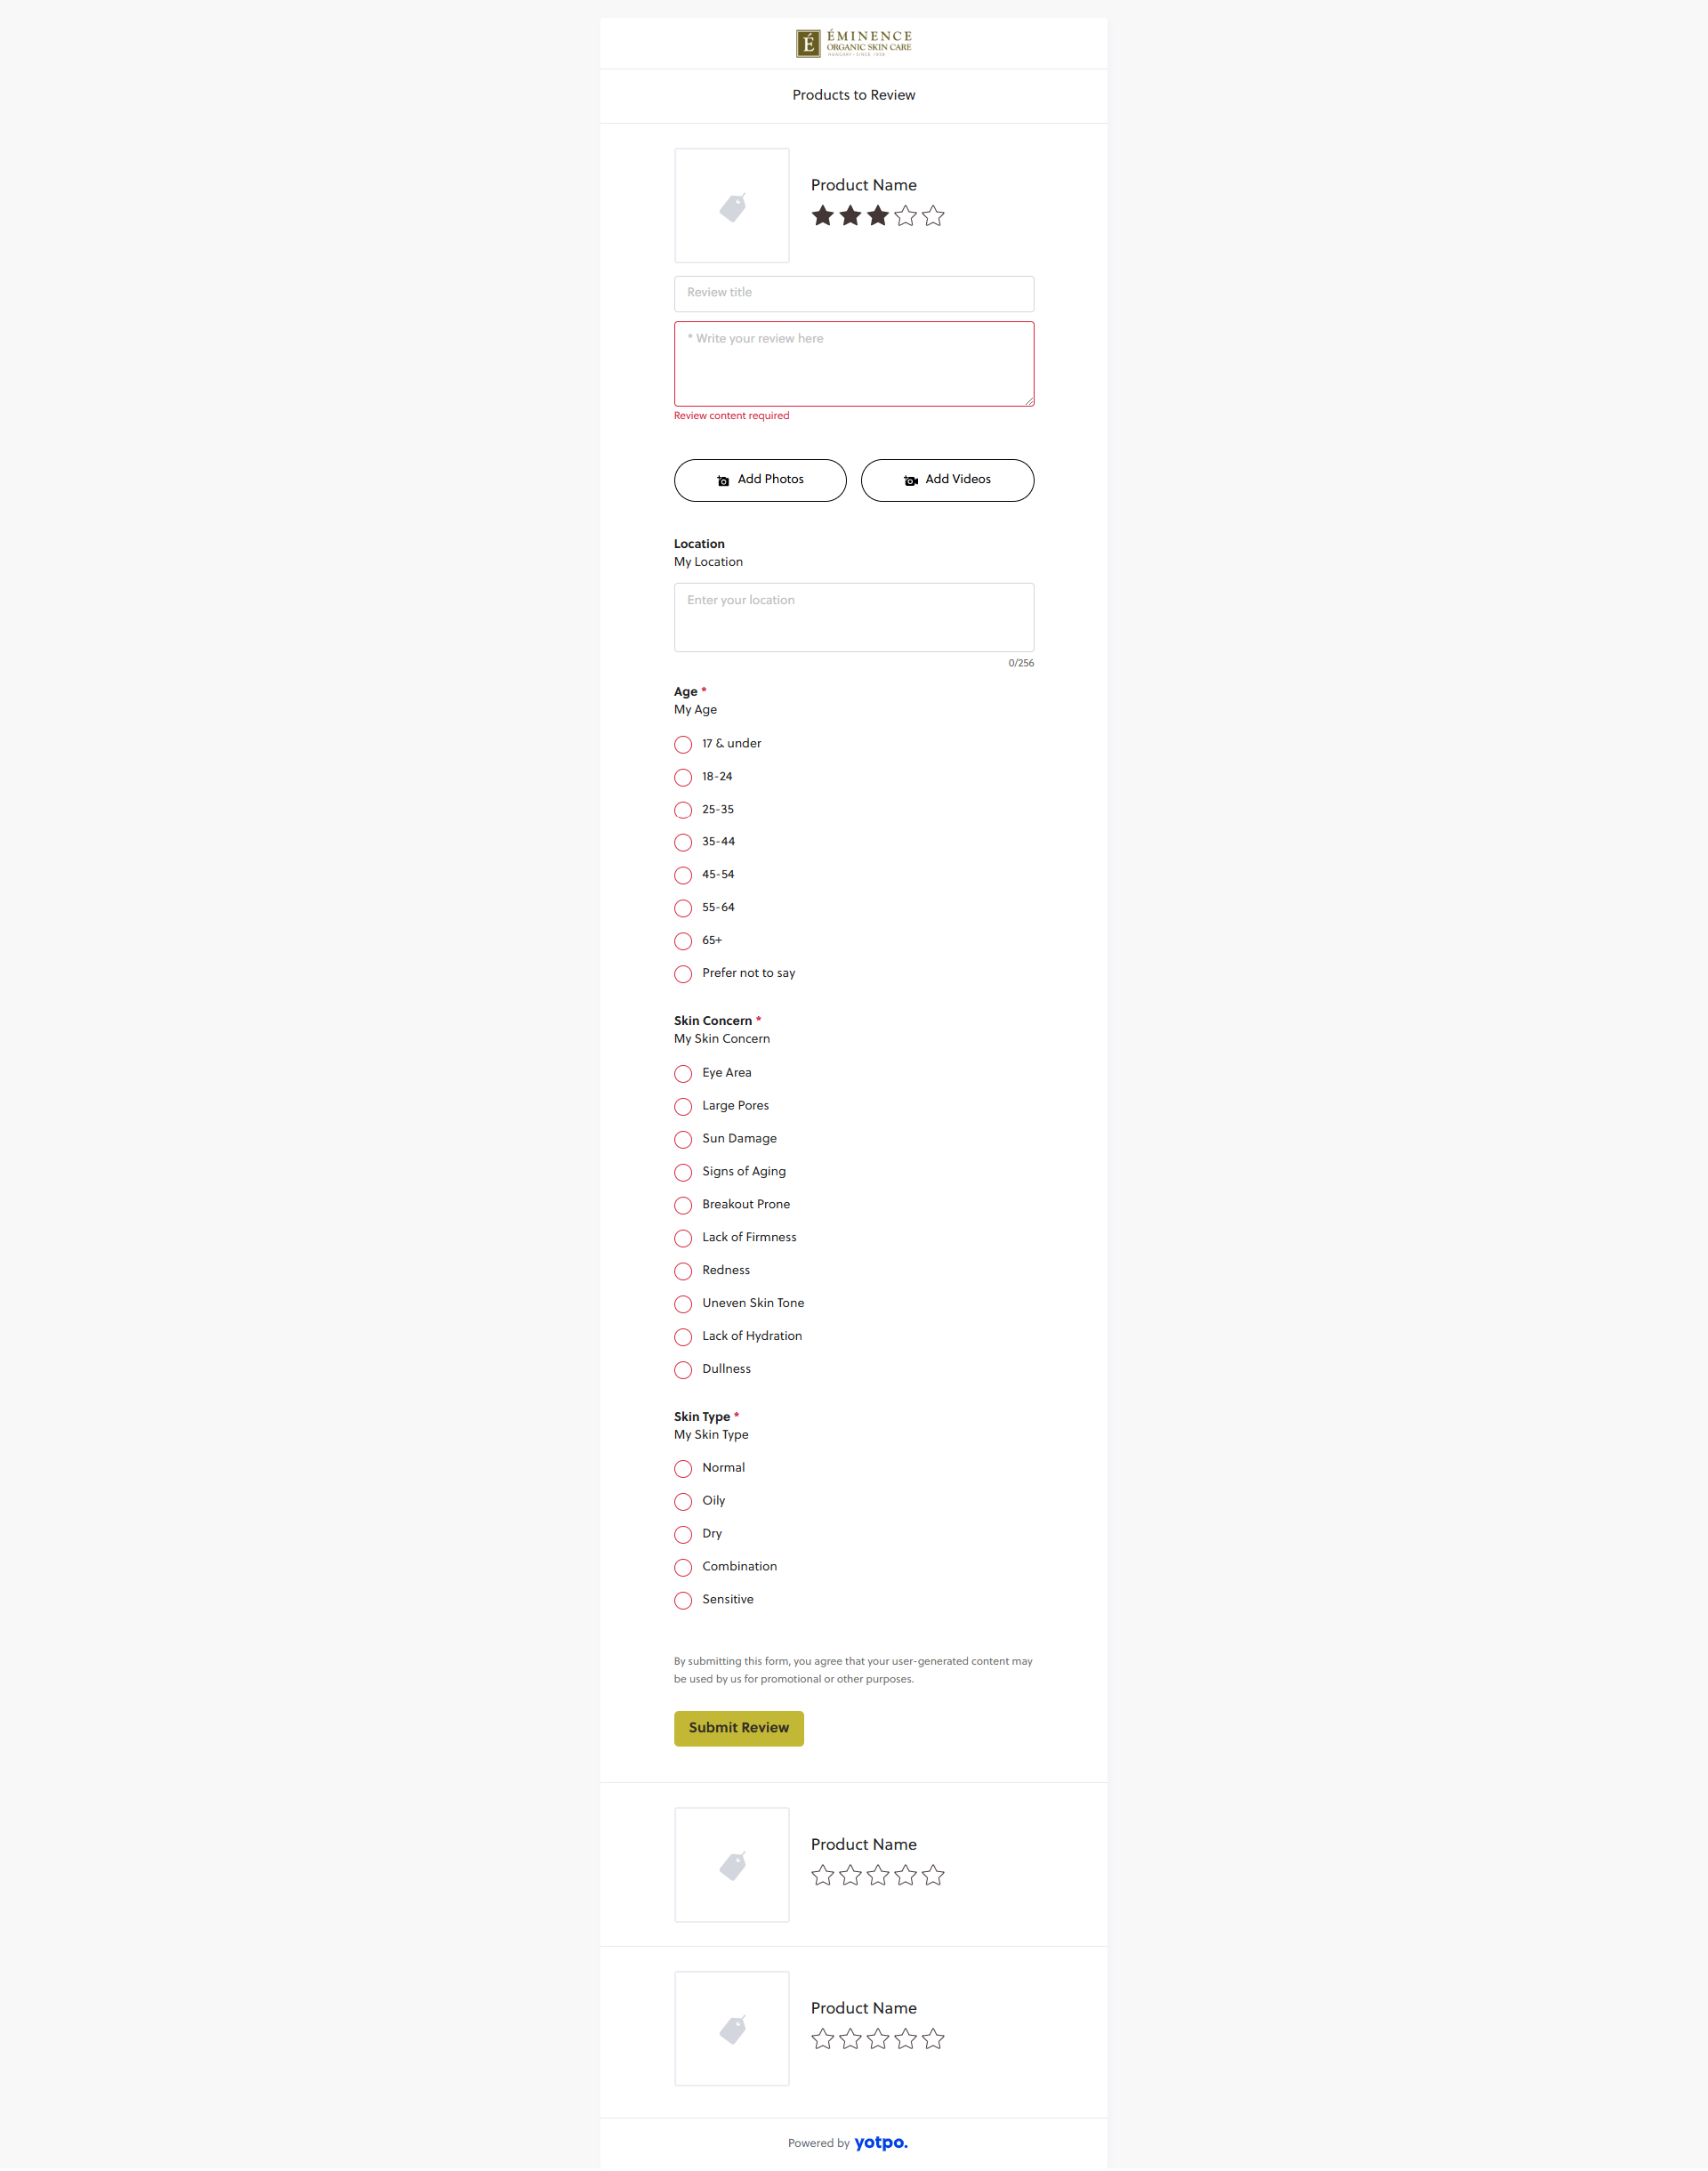 É
ÉMINENCE
ORGANIC SKIN CARE
HUNGARY • SINCE 1958
Products to Review
Product Name
Review title
* Write your review here
Review content required
Add Photos
Add Videos
Location
My Location
Enter your location
0/256
Age *
My Age
17 & under
18-24
25-35
35-44
45-54
55-64
65+
Prefer not to say
Skin Concern *
My Skin Concern
Eye Area
Large Pores
Sun Damage
Signs of Aging
Breakout Prone
Lack of Firmness
Redness
Uneven Skin Tone
Lack of Hydration
Dullness
Skin Type *
My Skin Type
Normal
Oily
Dry
Combination
Sensitive
By submitting this form, you agree that your user-generated content may
be used by us for promotional or other purposes.
Submit Review
Product Name
Product Name
Powered by yotpo.